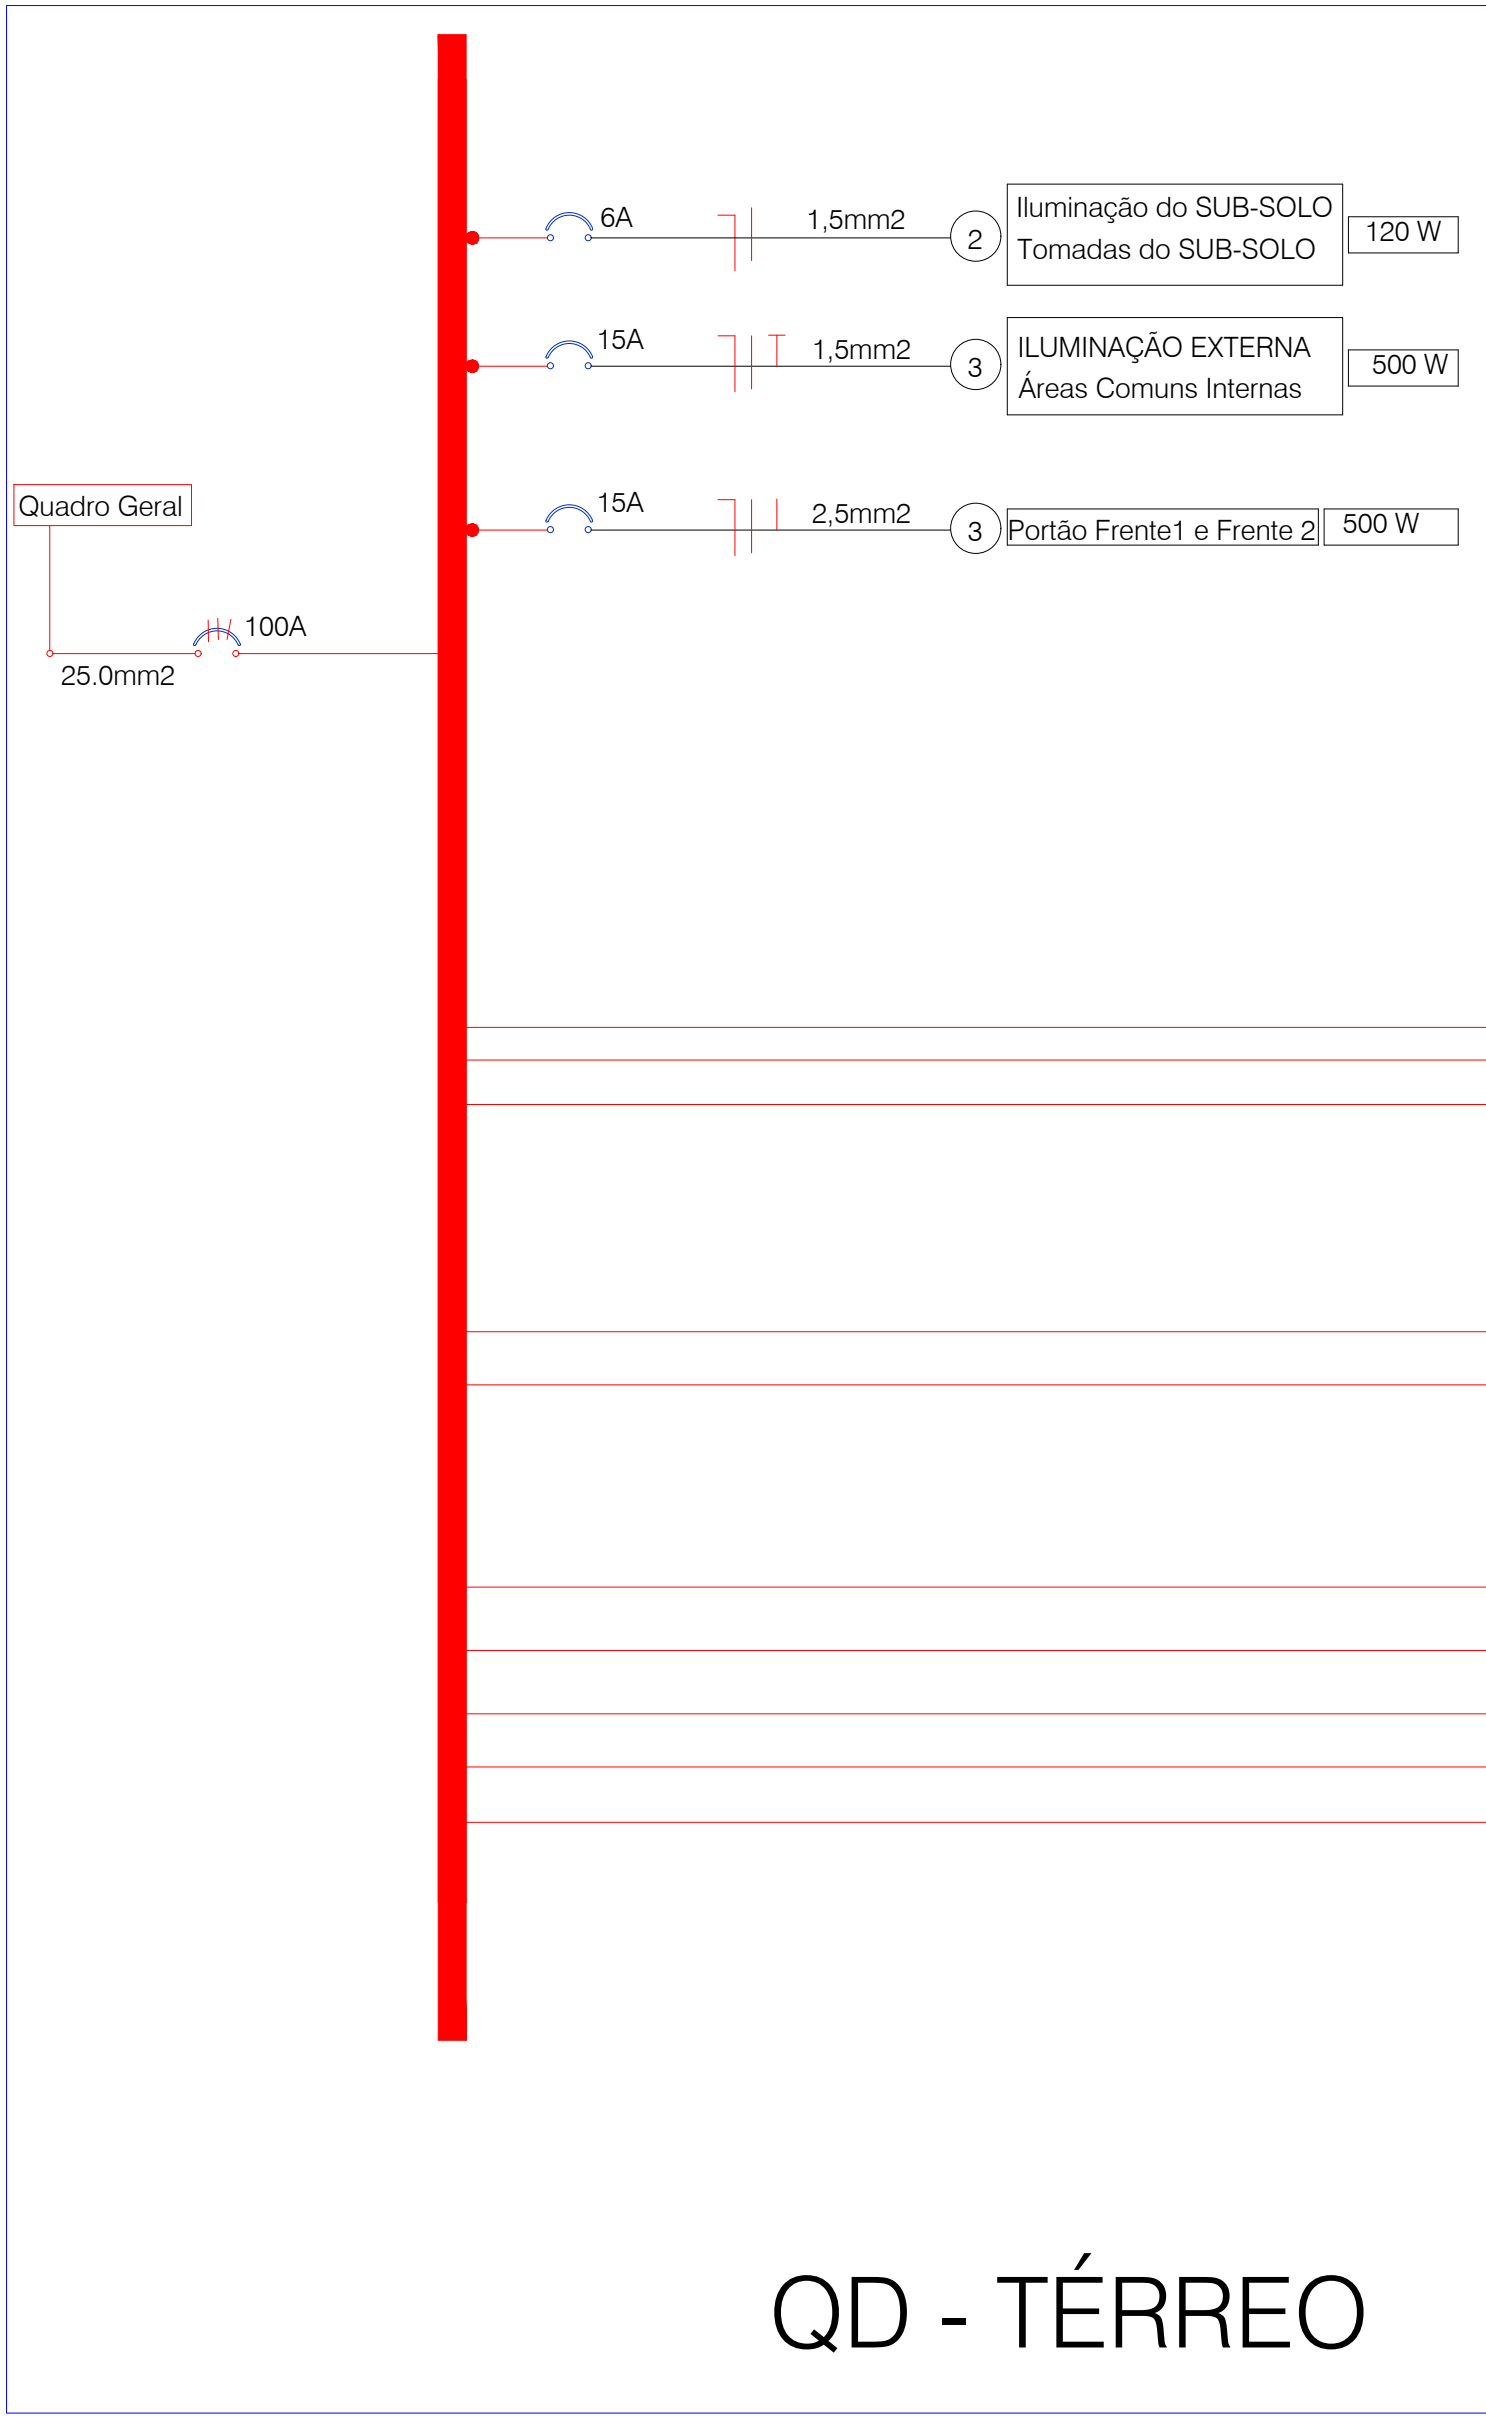 6A
1,5mm2
2
Iluminação do SUB-SOLO
Tomadas do SUB-SOLO
120 W
15A
1,5mm2
3
ILUMINAÇÃO EXTERNA
Áreas Comuns Internas
500 W
Quadro Geral
15A
2,5mm2
3
Portão Frente1 e Frente 2
500 W
100A
25.0mm2
QD - TÉRREO